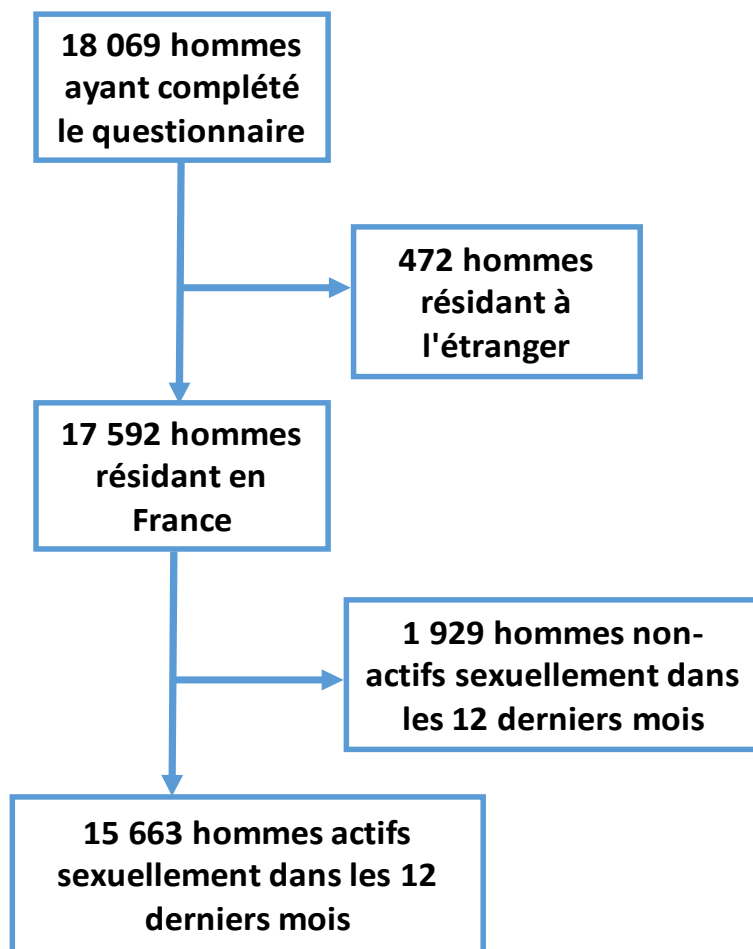 18 069 hommes
ayant complété
le questionnaire
472 hommes
résidant à
l'étranger
17 592 hommes
résidant en
France
1 929 hommes non-
actifs sexuellement dans
les 12 derniers mois
15 663 hommes actifs
sexuellement dans les 12
derniers mois